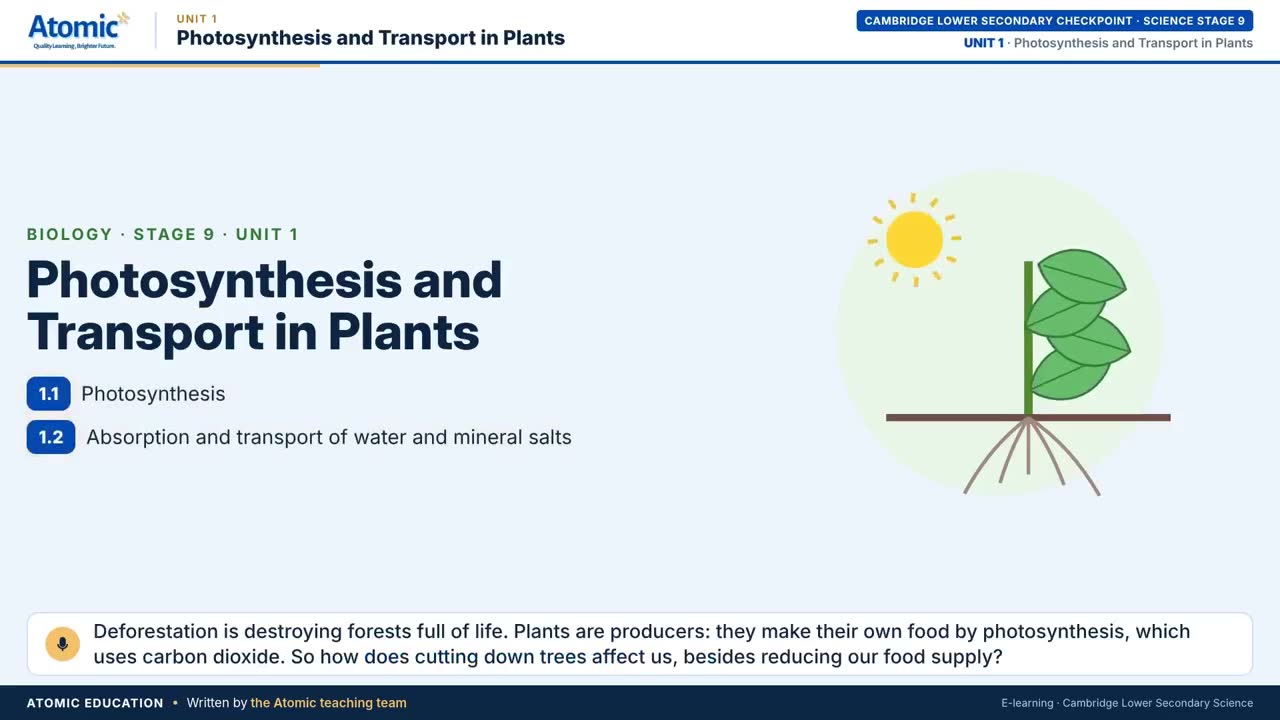 Atomic
Quality Learning, Brighter Future.
UNIT 1
Photosynthesis and Transport in Plants
CAMBRIDGE LOWER SECONDARY CHECKPOINT · SCIENCE STAGE 9
UNIT 1 · Photosynthesis and Transport in Plants
BIOLOGY · STAGE 9 · UNIT 1
Photosynthesis and
Transport in Plants
1.1 Photosynthesis
1.2 Absorption and transport of water and mineral salts
Deforestation is destroying forests full of life. Plants are producers: they make their own food by photosynthesis, which
uses carbon dioxide. So how does cutting down trees affect us, besides reducing our food supply?
ATOMIC EDUCATION • Written by the Atomic teaching team
E-learning · Cambridge Lower Secondary Science